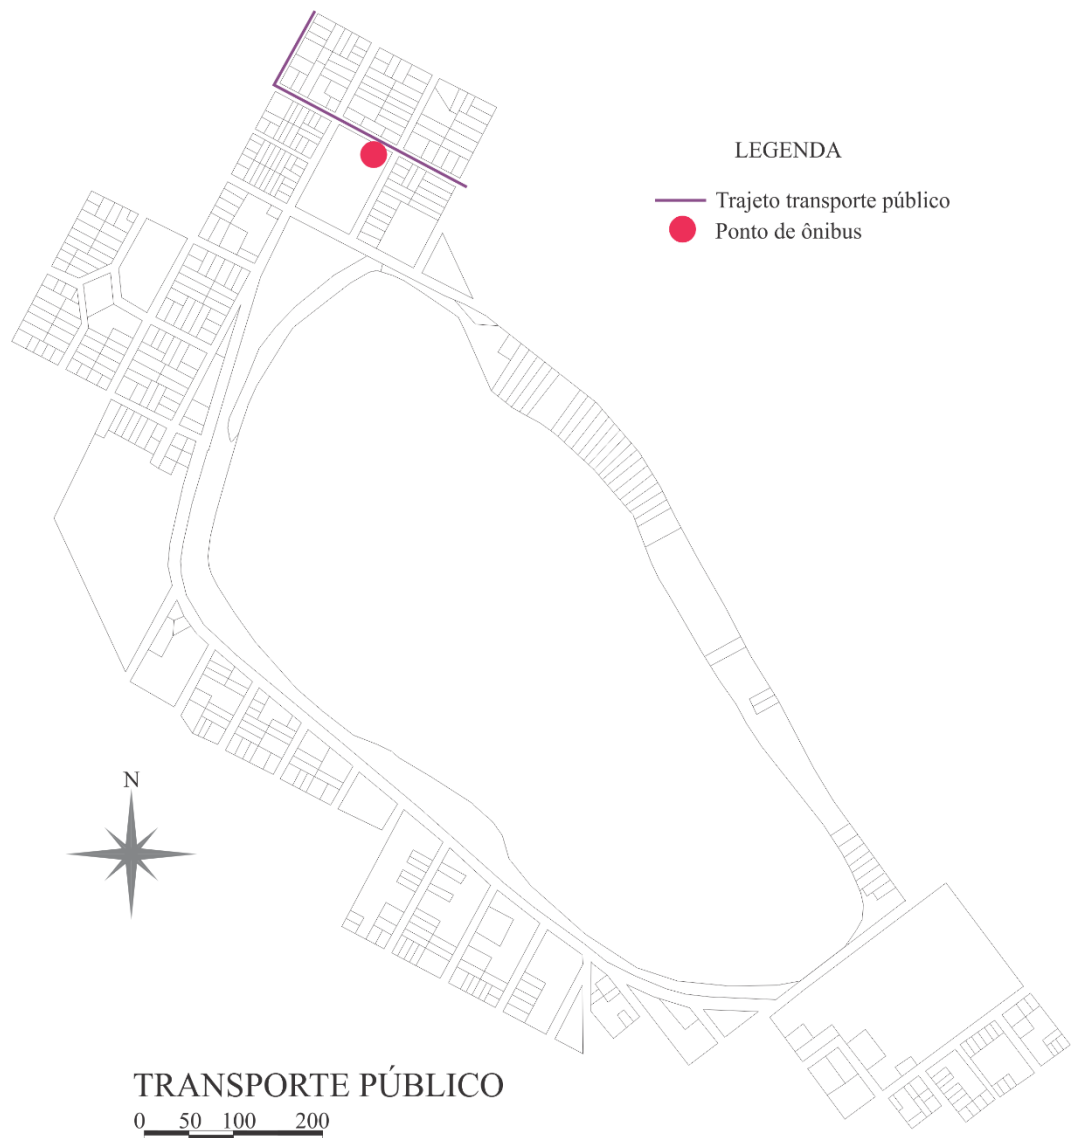 LEGENDA
Trajeto transporte público
Ponto de ônibus
N
TRANSPORTE PÚBLICO
0 50 100 200